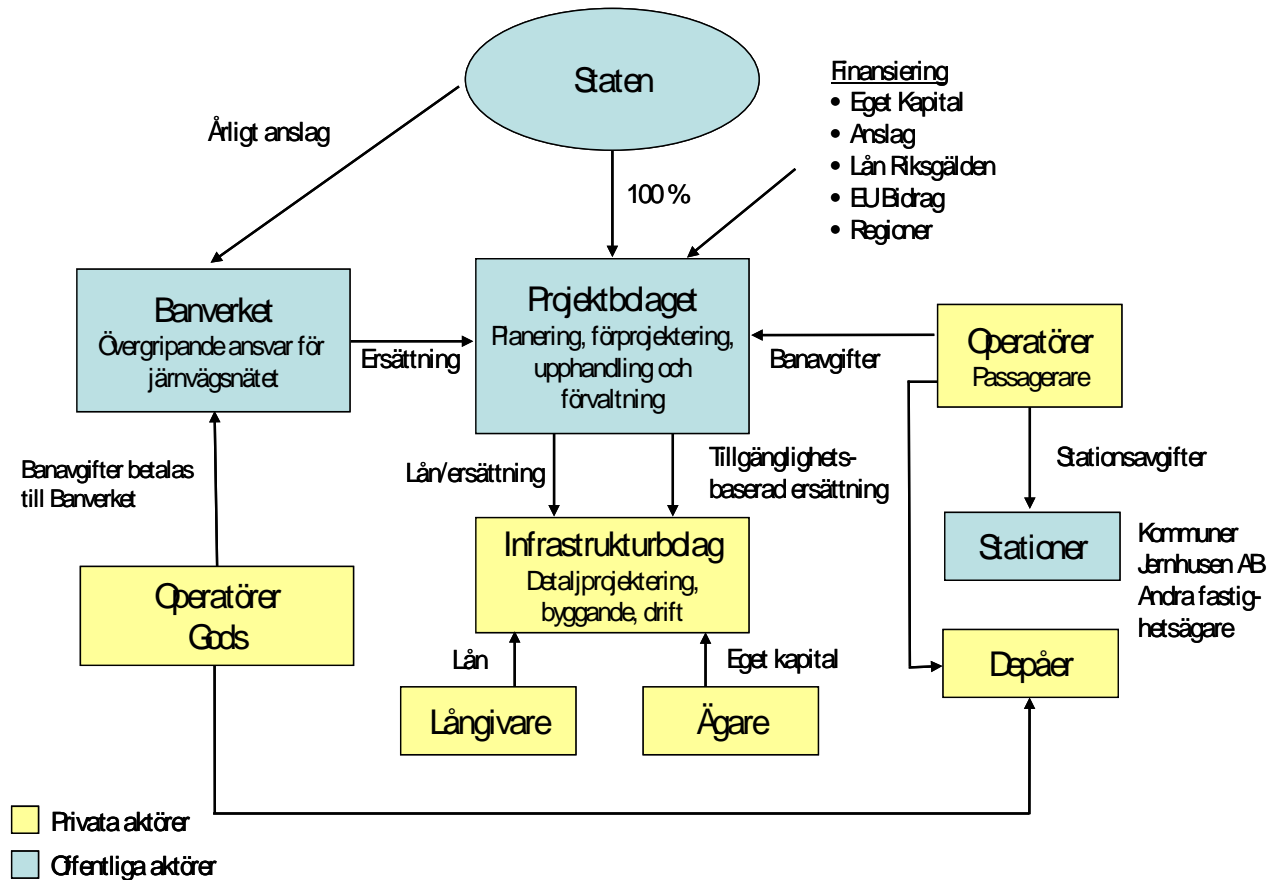 Staten
Finansiering
• Eget Kapital
• Anslag
• Lån Riksgälden
• EU Bidrag
• Regioner
Årligt anslag
100 %
Banverket
Övergripande ansvar för
järnvägsnätet
Ersättning
Projektbolaget
Planering, förprojektering,
upphandling och
förvaltning
Banavgifter
Operatörer
Passagerare
Banavgifter betalas
till Banverket
Lån/ersättning
Tillgänglighets-
baserad ersättning
Stationsavgifter
Infrastrukturbolag
Detaljprojektering,
byggande, drift
Stationer
Kommuner
Jernhusen AB
Andra fastig-
hetsägare
Operatörer
Gods
Lån
Eget kapital
Depåer
Långivare
Ägare
Privata aktörer
Offentliga aktörer